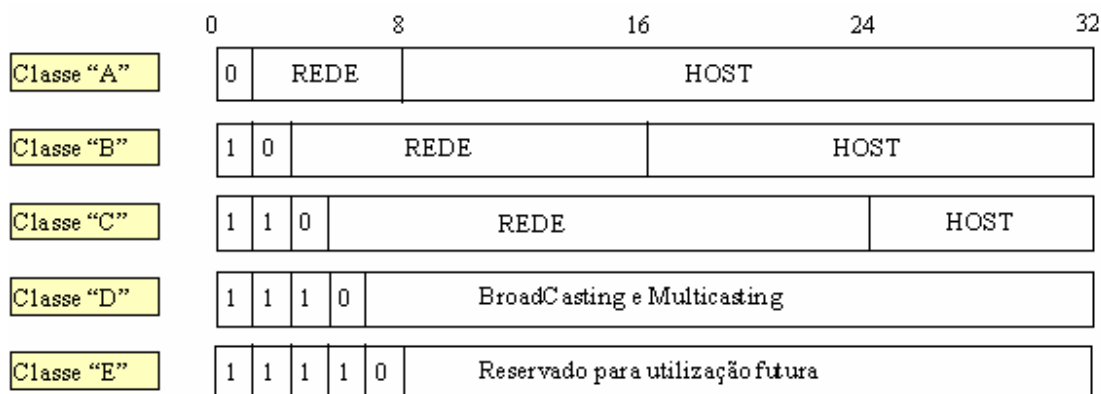 0 8 16 24 32
Classe “A” 0 REDE HOST
Classe “B” 1 0 REDE HOST
Classe “C” 1 1 0 REDE HOST
Classe “D” 1 1 1 0 BroadCasting e Multicasting
Classe “E” 1 1 1 1 0 Reservado para utilização futura